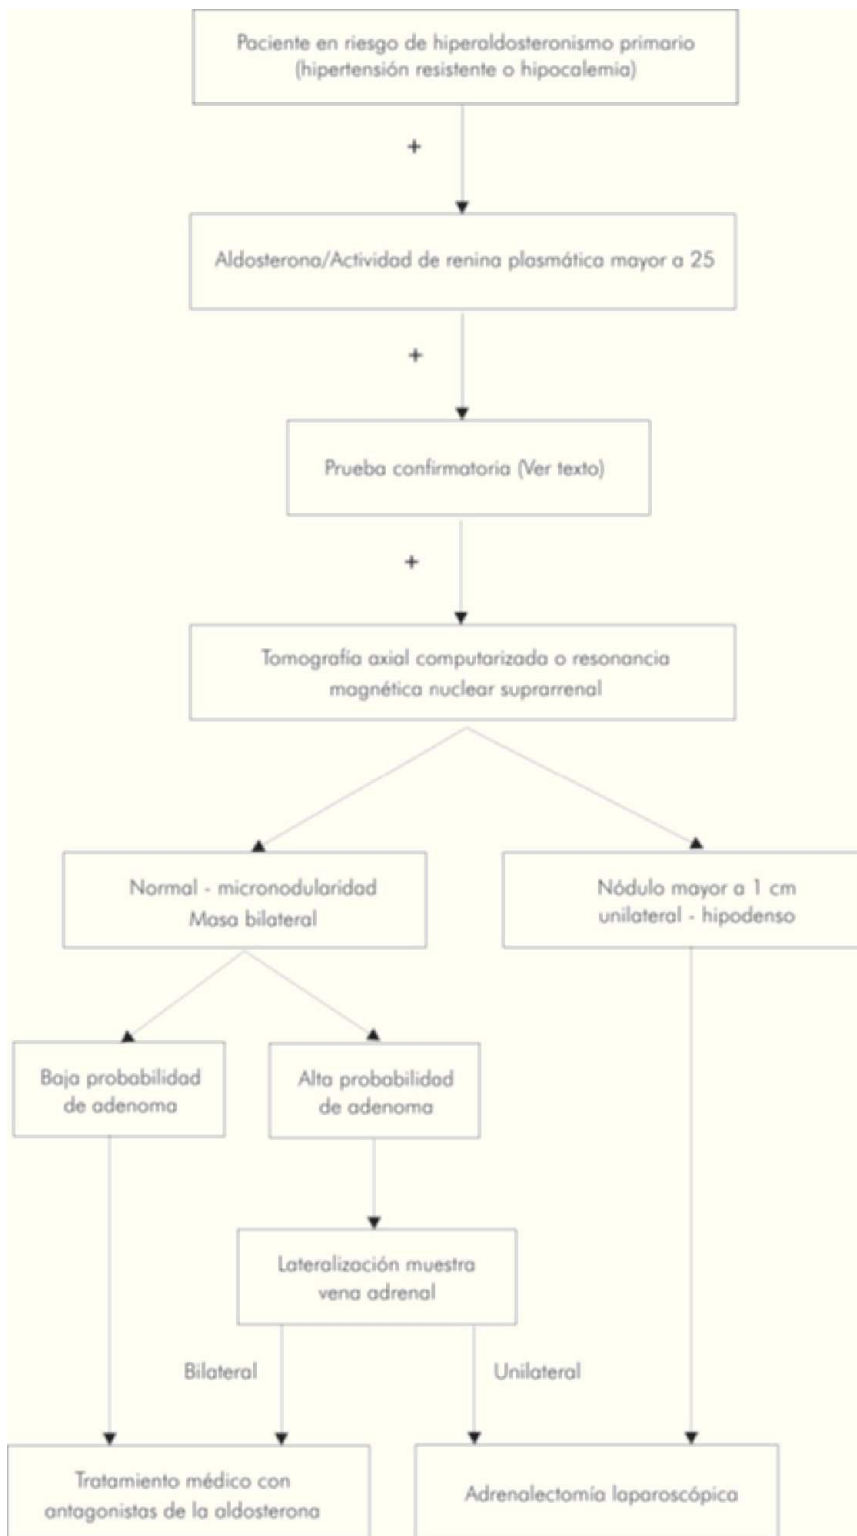 Paciente en riesgo de hiperaldosteronismo primario
(hipertensión resistente o hipocalemia)
+
Aldosterona/Actividad de renina plasmática mayor a 25
+
Prueba confirmatoria (Ver texto)
+
Tomografía axial computarizada o resonancia
magnética nuclear suprarrenal
Normal - micronodularidad
Masa bilateral
Nódulo mayor a 1 cm
unilateral - hipodenso
Baja probabilidad
de adenoma
Alta probabilidad
de adenoma
Lateralización muestra
vena adrenal
Bilateral
Unilateral
Tratamiento médico con
antagonistas de la aldosterona
Adrenalectomía laparoscópica